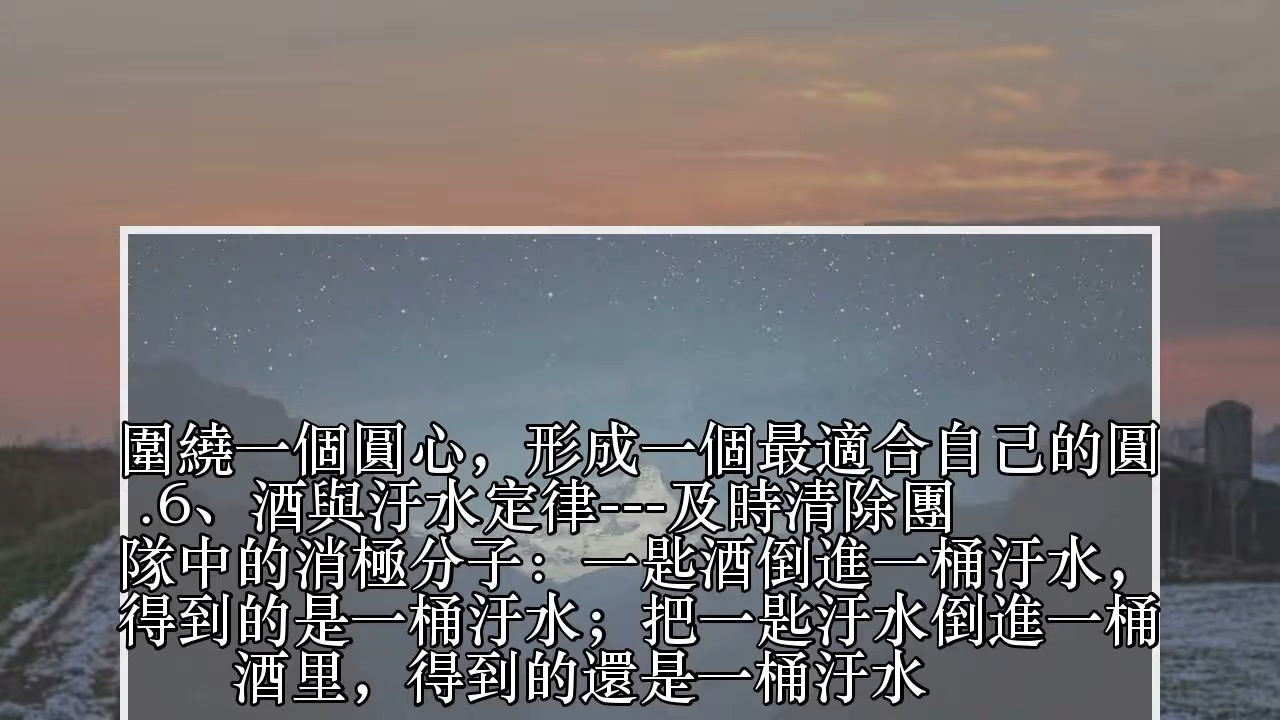 圍繞一個圓心，形成一個最適合自己的圓
.6、酒與汙水定律---及時清除團
隊中的消極分子：一匙酒倒進一桶汙水，
得到的是一桶汙水；把一匙汙水倒進一桶
酒里，得到的還是一桶汙水